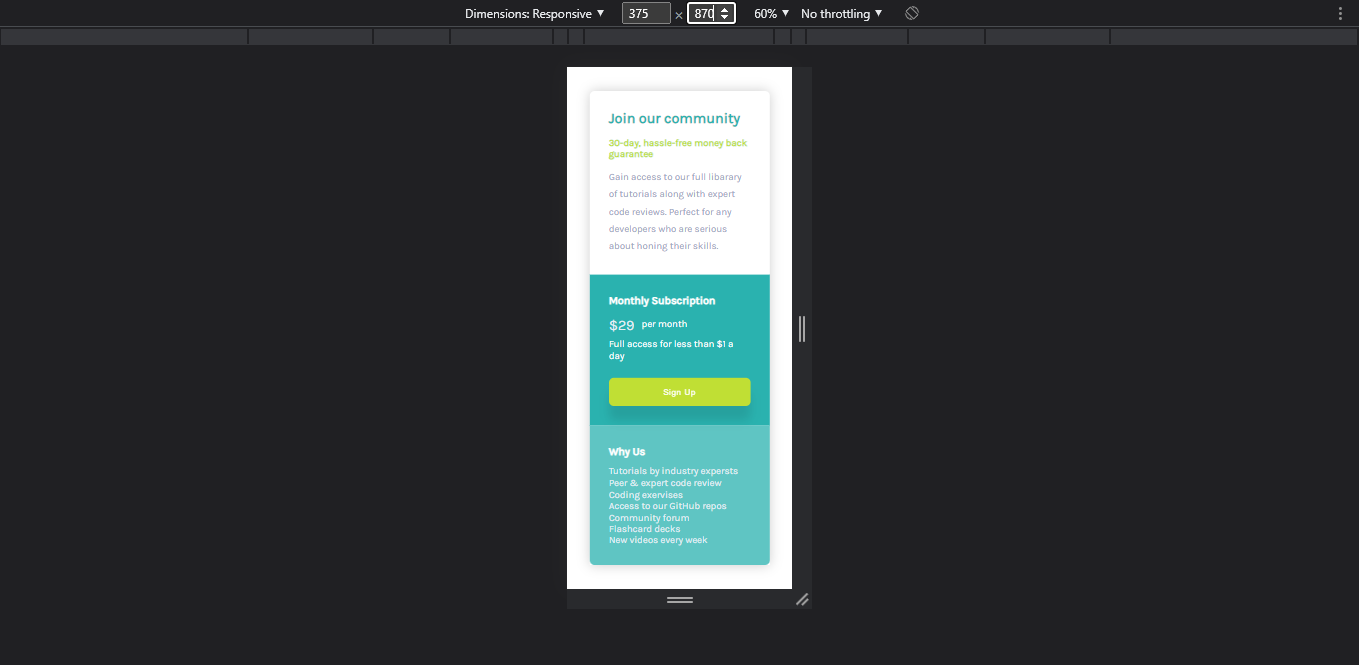 Dimensions: Responsive ▼ 375 × 870 60% ▼ No throttling ▼
Join our community
30-day, hassle-free money back
guarantee
Gain access to our full libarary
of tutorials along with expert
code reviews. Perfect for any
developers who are serious
about honing their skills.
Monthly Subscription
$29 per month
Full access for less than $1 a
day
Sign Up
Why Us
Tutorials by industry expersts
Peer & expert code review
Coding exervises
Access to our GitHub repos
Community forum
Flashcard decks
New videos every week